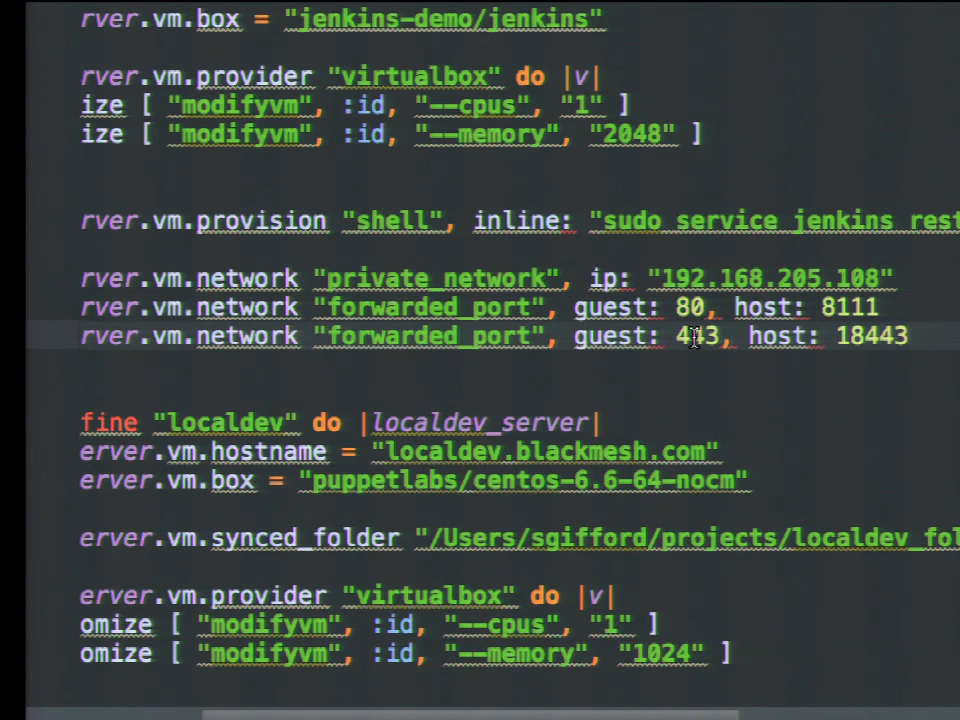 rver.vm.box = "jenkins-demo/jenkins"
rver.vm.provider "virtualbox" do |v|
ize [ "modifyvm", :id, "--cpus", "1" ]
ize [ "modifyvm", :id, "--memory", "2048" ]
rver.vm.provision "shell", inline: "sudo service jenkins rest
rver.vm.network "private_network", ip: "192.168.205.108"
rver.vm.network "forwarded_port", guest: 80, host: 8111
rver.vm.network "forwarded_port", guest: 443, host: 18443
fine "localdev" do |localdev_server|
erver.vm.hostname = "localdev.blackmesh.com"
erver.vm.box = "puppetlabs/centos-6.6-64-nocm"
erver.vm.synced_folder "/Users/sgifford/projects/localdev_fol
erver.vm.provider "virtualbox" do |v|
omize [ "modifyvm", :id, "--cpus", "1" ]
omize [ "modifyvm", :id, "--memory", "1024" ]